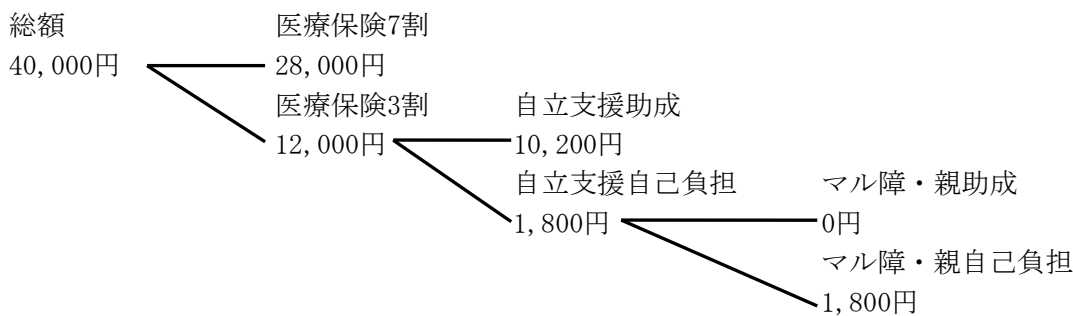 総額 医療保険7割
40,000円 28,000円
医療保険3割 自立支援助成
12,000円 10,200円
自立支援自己負担 マル障・親助成
1,800円 0円
マル障・親自己負担
1,800円